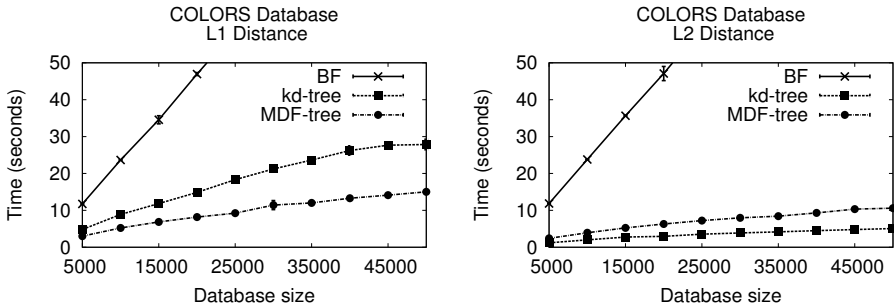 COLORS Database
L1 Distance
50
40
30
20
10
0
Time (seconds)
BF
kd-tree
MDF-tree
5000 15000 25000 35000 45000
Database size
COLORS Database
L2 Distance
50
40
30
20
10
0
Time (seconds)
BF
kd-tree
MDF-tree
5000 15000 25000 35000 45000
Database size